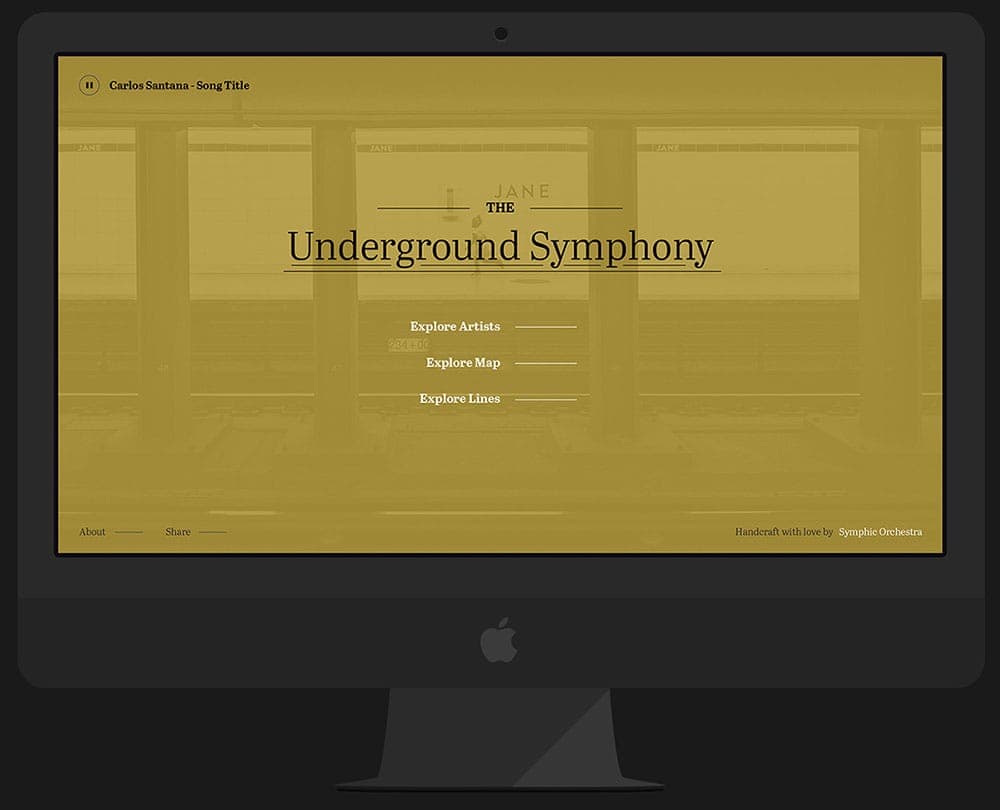 Carlos Santana - Song Title
JANE
JANE
JANE
JANE
THE
Underground Symphony
Explore Artists
Explore Map
Explore Lines
About
Share
Handcraft with love by Symphic Orchestra